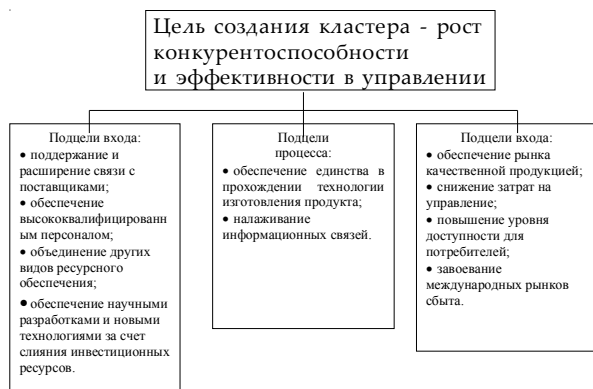 Цель создания кластера - рост
конкурентоспособности
и эффективности в управлении
Подцели входа:
• поддержание и
расширение связи с
поставщиками;
• обеспечение
высококвалифицированн
ым персоналом;
• объединение других
видов ресурсного
обеспечения;
• обеспечение научными
разработками и новыми
технологиями за счет
слияния инвестиционных
ресурсов.
Подцели
процесса:
• обеспечение единства в
прохождении технологии
изготовления продукта;
• налаживание
информационных связей.
Подцели входа:
• обеспечение рынка
качественной продукцией;
• снижение затрат на
управление;
• повышение уровня
доступности для
потребителей;
• завоевание
международных рынков
сбыта.